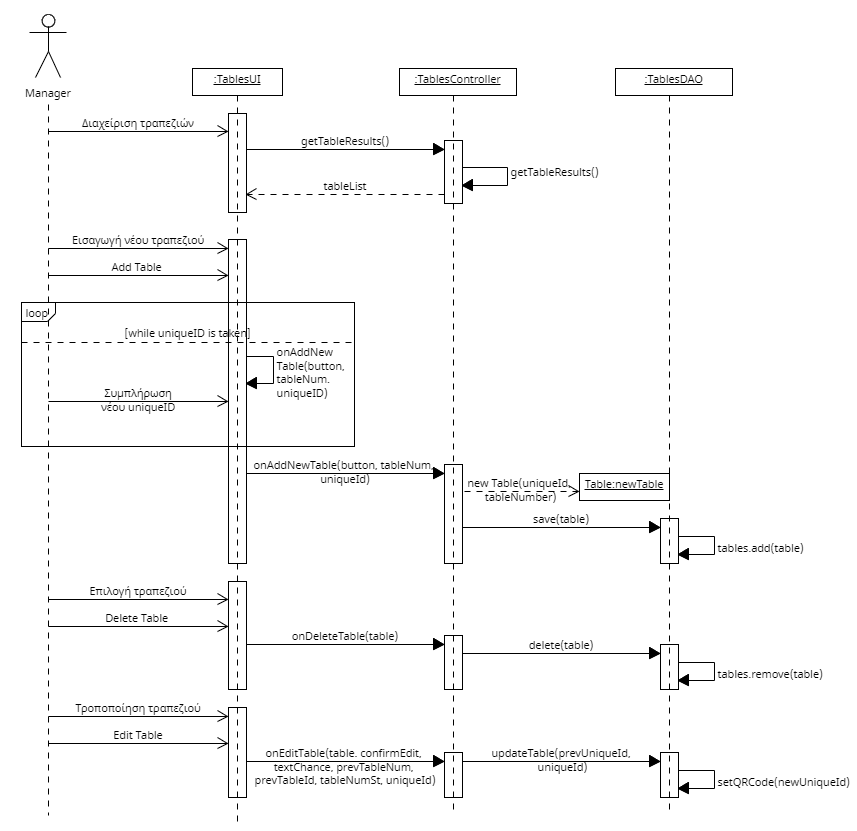 :TablesUI
:TablesController
:TablesDAO
Manager
Διαχείριση τραπεζιών
getTableResults()
getTableResults()
tableList
Εισαγωγή νέου τραπεζιού
Add Table
loop
[while uniqueID is taken]
onAddNew
Table(button,
tableNum.
uniqueID)
Συμπλήρωση
νέου uniqueID
onAddNewTable(button, tableNum,
uniqueId)
new Table(uniqueId,
tableNumber)
Table:newTable
save(table)
tables.add(table)
Επιλογή τραπεζιού
Delete Table
onDeleteTable(table)
delete(table)
tables.remove(table)
Τροποποίηση τραπεζιού
Edit Table
onEditTable(table. confirmEdit,
textChance, prevTableNum,
prevTableId, tableNumSt, uniqueId)
updateTable(prevUniqueId,
uniqueId)
setQRCode(newUniqueId)